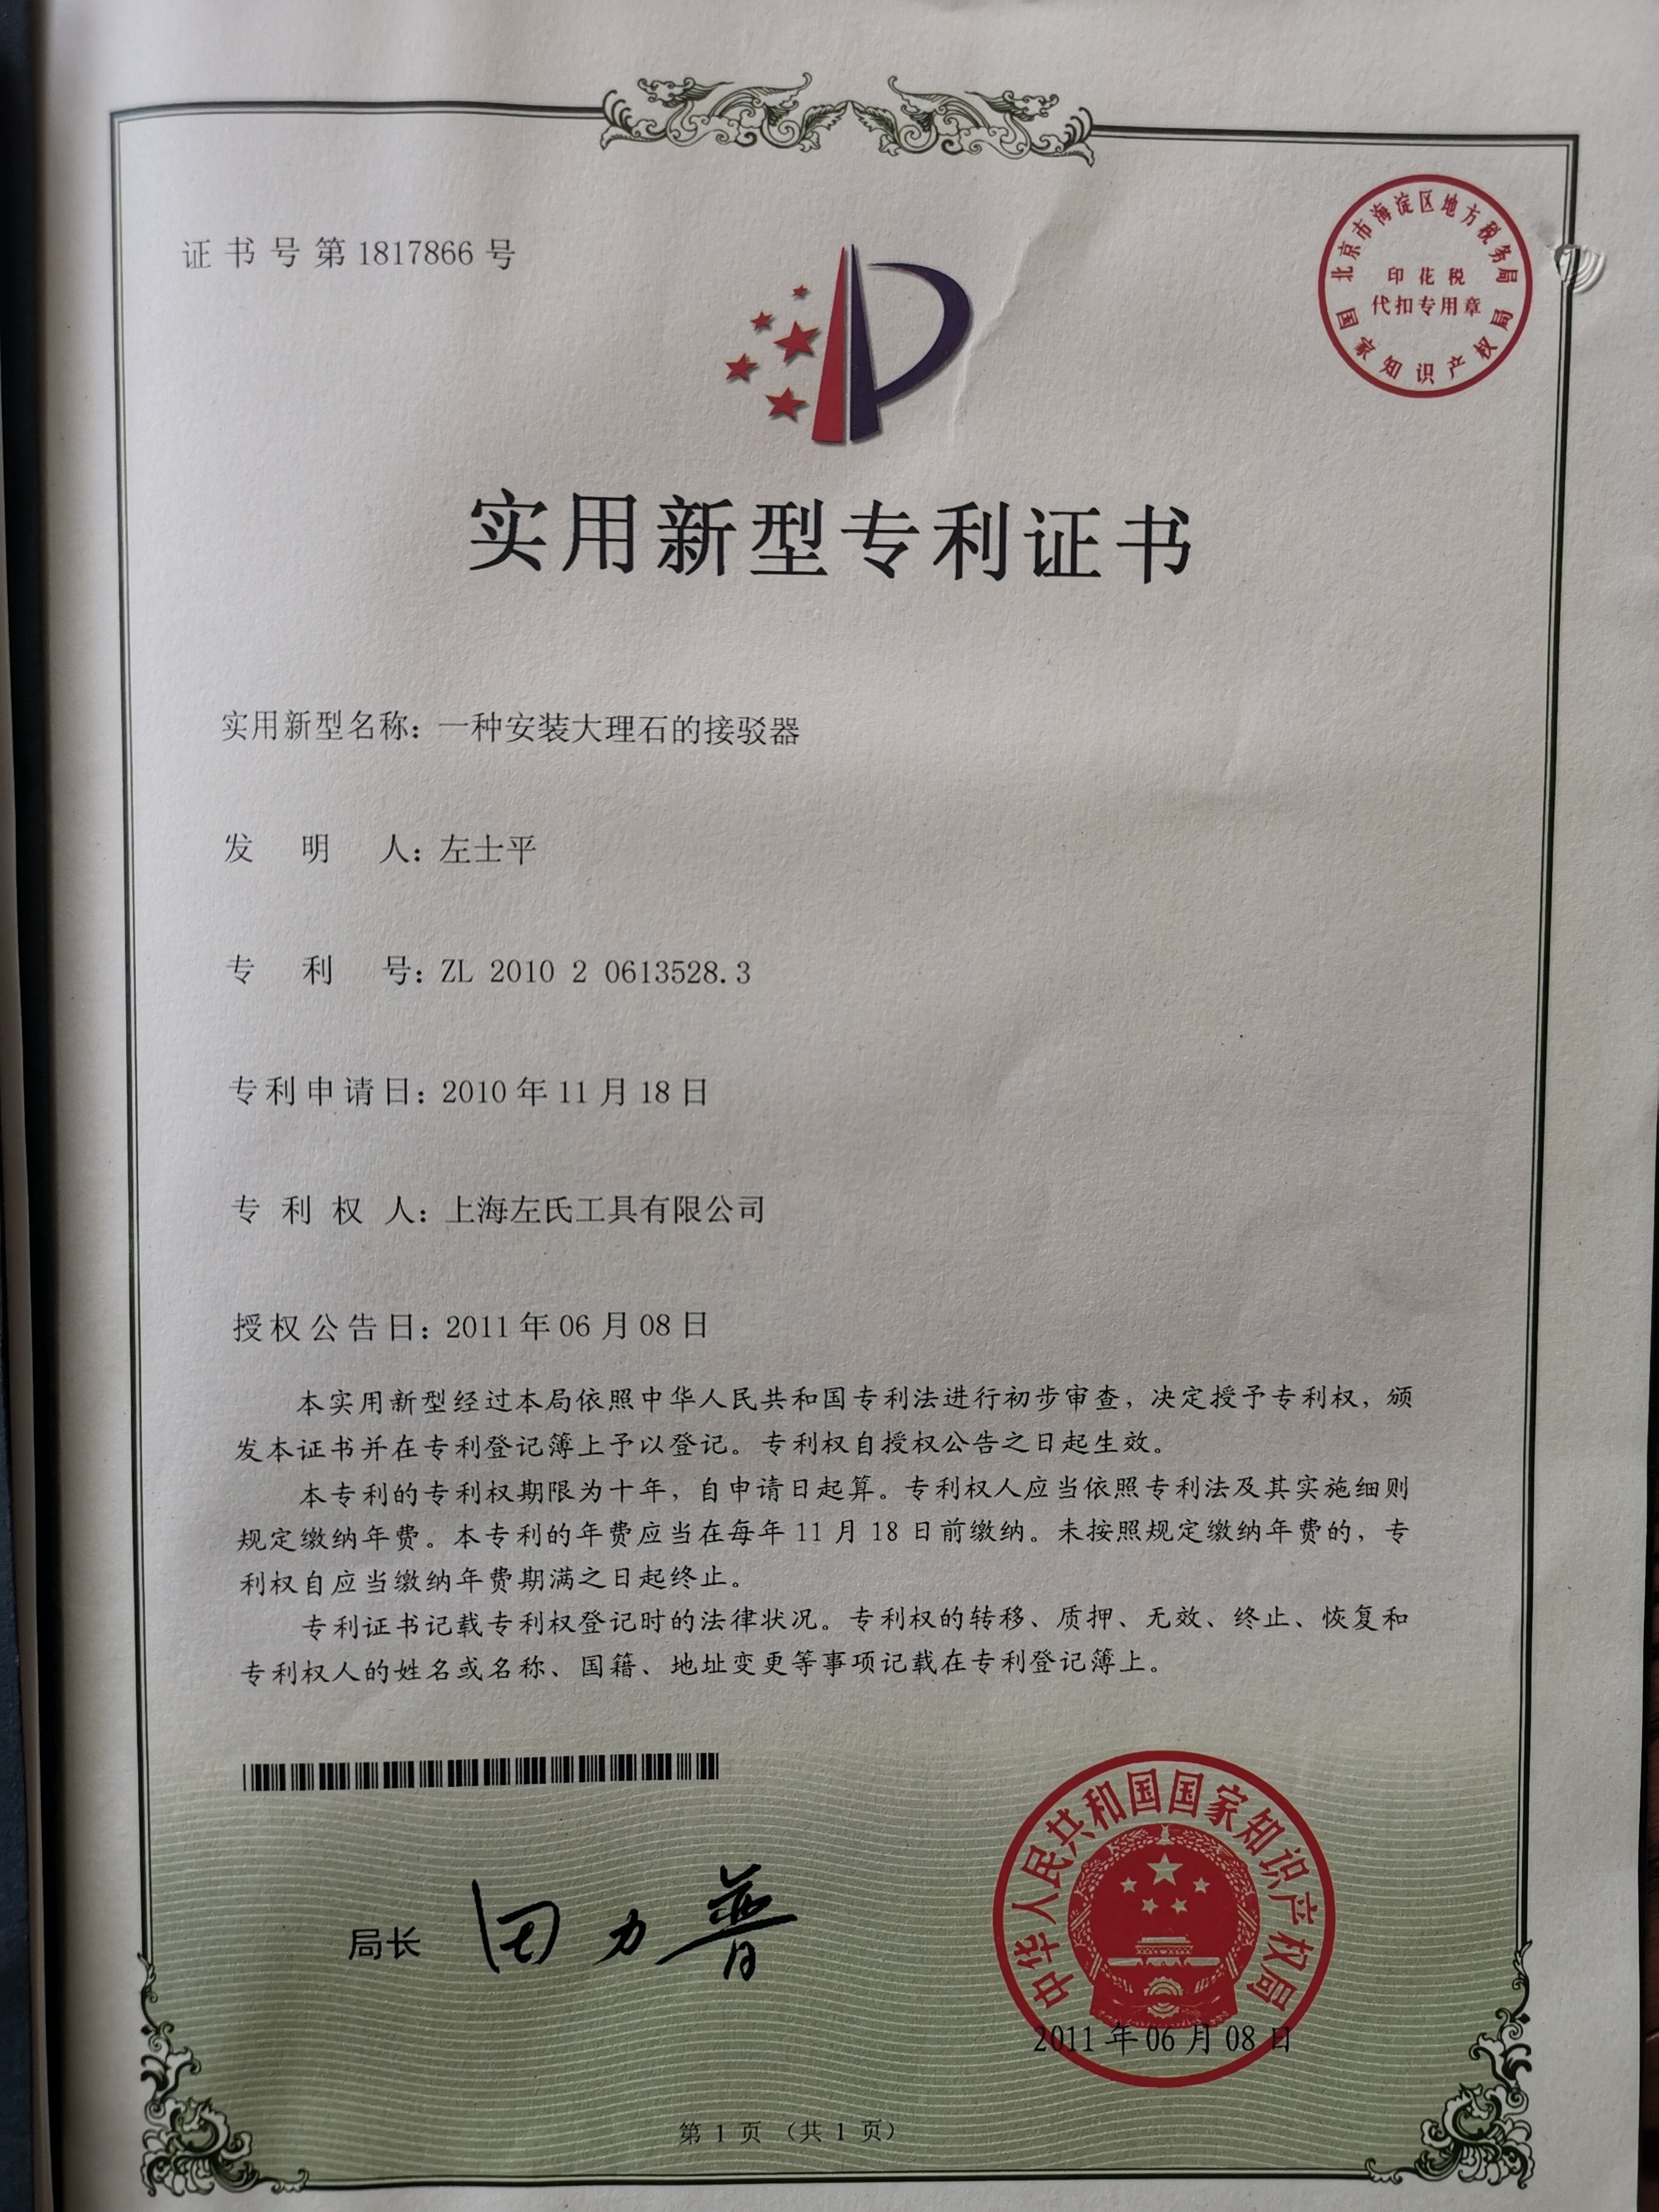 证书号第1817866号
北京市海淀区地方税务局
印花税
代扣专用章
国家知识产权局
实用新型专利证书
实用新型名称：一种安装大理石的接驳器
发明人：左士平
专利号：ZL 2010 2 0613528.3
专利申请日：2010年11月18日
专利权人：上海左氏工具有限公司
授权公告日：2011年06月08日
本实用新型经过本局依照中华人民共和国专利法进行初步审查，决定授予专利权，颁
发本证书并在专利登记簿上予以登记。专利权自授权公告之日起生效。
本专利的专利权期限为十年，自申请日起算。专利权人应当依照专利法及其实施细则
规定缴纳年费。本专利的年费应当在每年11月18日前缴纳。未按照规定缴纳年费的，专
利权自应当缴纳年费期满之日起终止。
专利证书记载专利权登记时的法律状况。专利权的转移、质押、无效、终止、恢复和
专利权人的姓名或名称、国籍、地址变更等事项记载在专利登记簿上。
局长 田力普
中华人民共和国国家知识产权局
2011年06月08日
第1页（共1页）